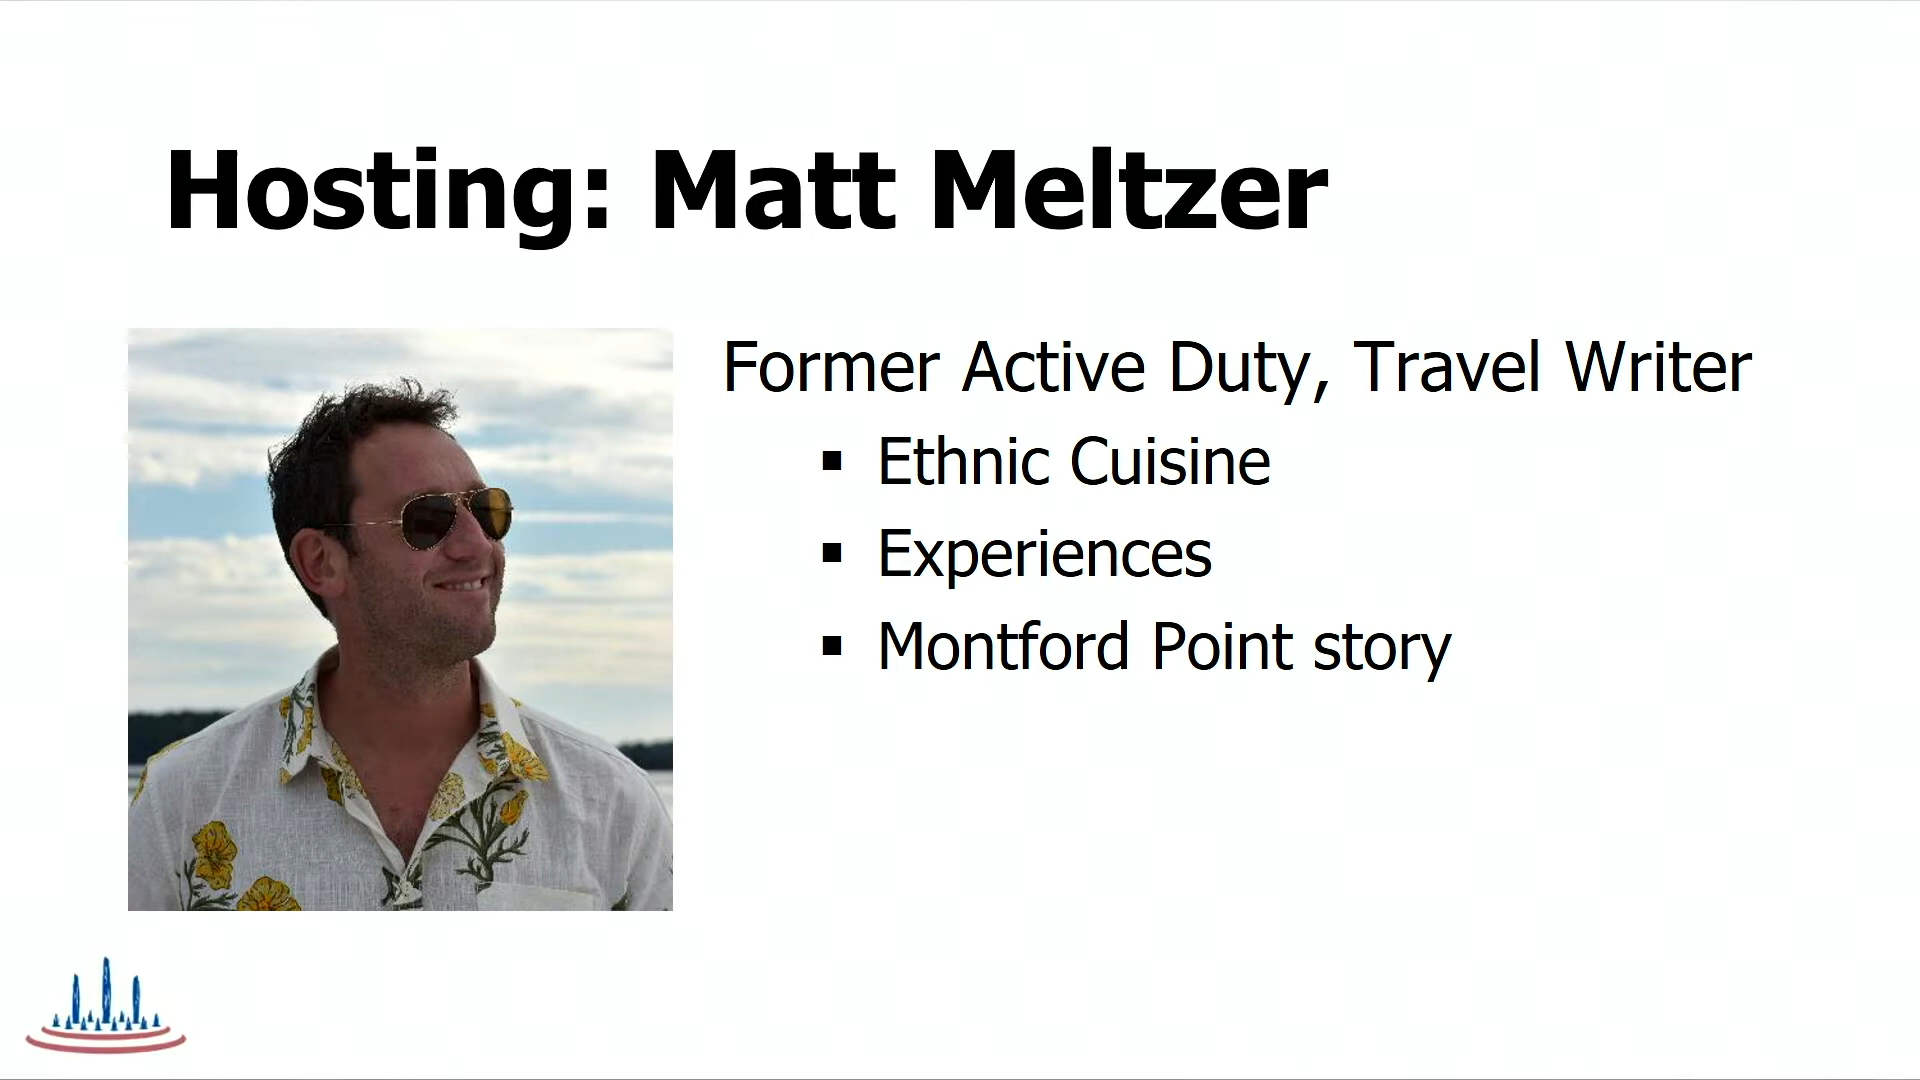 Hosting: Matt Meltzer
Former Active Duty, Travel Writer
▪ Ethnic Cuisine
▪ Experiences
▪ Montford Point story